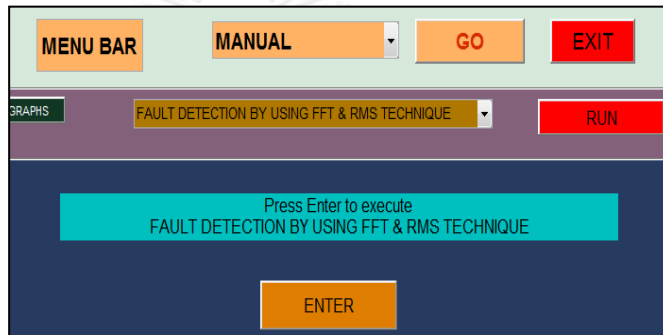 MENU BAR
MANUAL
GO
EXIT
GRAPHS
FAULT DETECTION BY USING FFT & RMS TECHNIQUE
RUN
Press Enter to execute
FAULT DETECTION BY USING FFT & RMS TECHNIQUE
ENTER